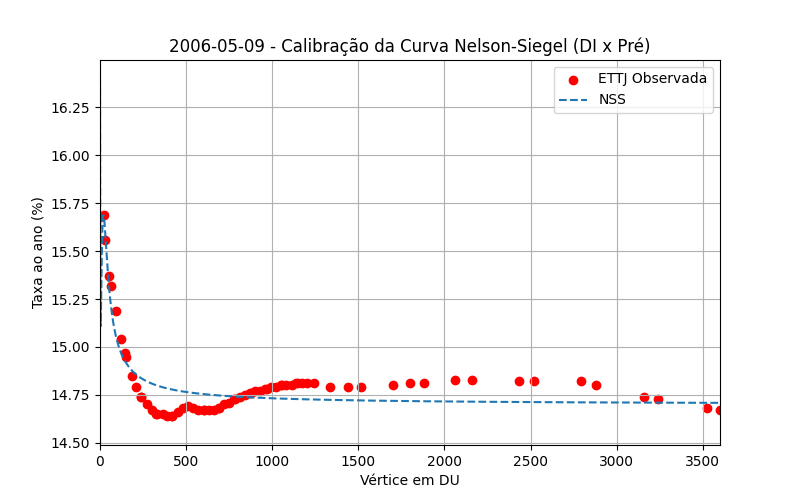 2006-05-09 - Calibração da Curva Nelson-Siegel (DI x Pré)
ETTJ Observada
NSS
Taxa ao ano (%)
16.25
16.00
15.75
15.50
15.25
15.00
14.75
14.50
0 500 1000 1500 2000 2500 3000 3500
Vértice em DU